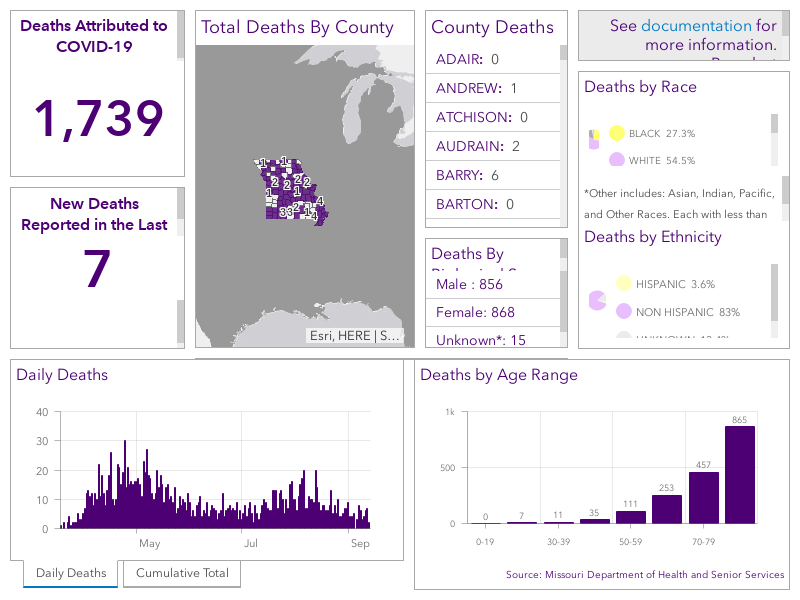 Deaths Attributed to
COVID-19
1,739
New Deaths
Reported in the Last
7
Total Deaths By County
1
1
2
2
2
2
1
1
4
2
3
3
1
4
Esri, HERE | S...
County Deaths
ADAIR: 0
ANDREW: 1
ATCHISON: 0
AUDRAIN: 2
BARRY: 6
BARTON: 0
Deaths By
Male : 856
Female: 868
Unknown*: 15
See documentation for
more information.
Deaths by Race
BLACK 27.3%
WHITE 54.5%
*Other includes: Asian, Indian, Pacific,
and Other Races. Each with less than
Deaths by Ethnicity
HISPANIC 3.6%
NON HISPANIC 83%
Daily Deaths
40
30
20
10
0
May
Jul
Sep
Daily Deaths
Cumulative Total
Deaths by Age Range
1k
500
0
0
7
11
35
111
253
457
865
0-19
30-39
50-59
70-79
Source: Missouri Department of Health and Senior Services